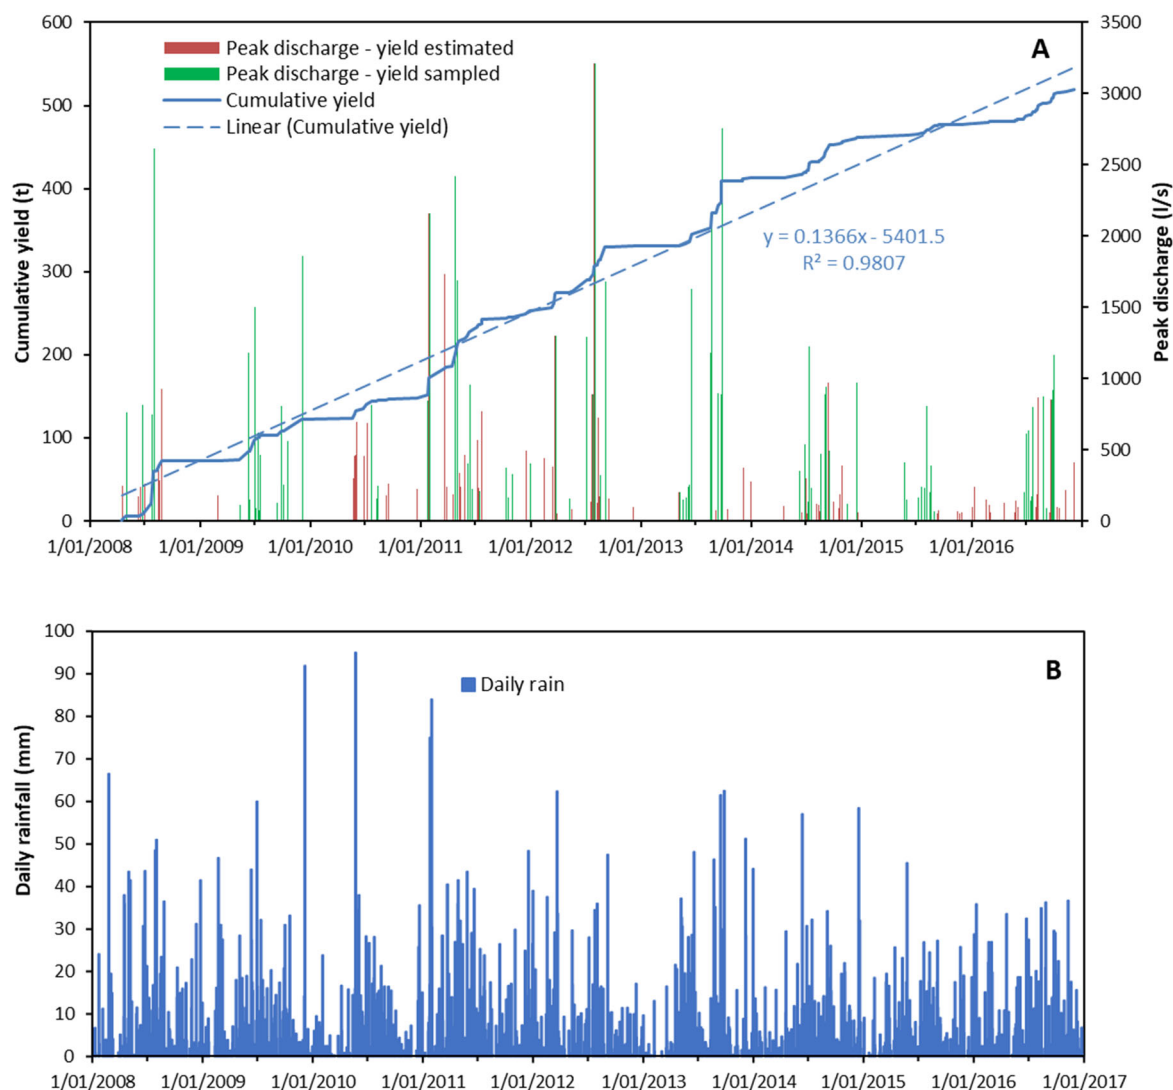 A
Peak discharge - yield estimated
Peak discharge - yield sampled
Cumulative yield
Linear (Cumulative yield)
y = 0.1366x - 5401.5
R² = 0.9807
Cumulative yield (t)
600
500
400
300
200
100
0
Peak discharge (l/s)
3500
3000
2500
2000
1500
1000
500
0
1/01/2008 1/01/2009 1/01/2010 1/01/2011 1/01/2012 1/01/2013 1/01/2014 1/01/2015 1/01/2016
B
Daily rain
Daily rainfall (mm)
100
90
80
70
60
50
40
30
20
10
0
1/01/2008 1/01/2009 1/01/2010 1/01/2011 1/01/2012 1/01/2013 1/01/2014 1/01/2015 1/01/2016 1/01/2017